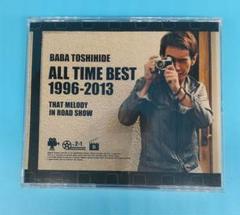 BABA TOSHIHIDE
ALL TIME BEST
1996-2013
THAT MELODY
IN ROAD SHOW